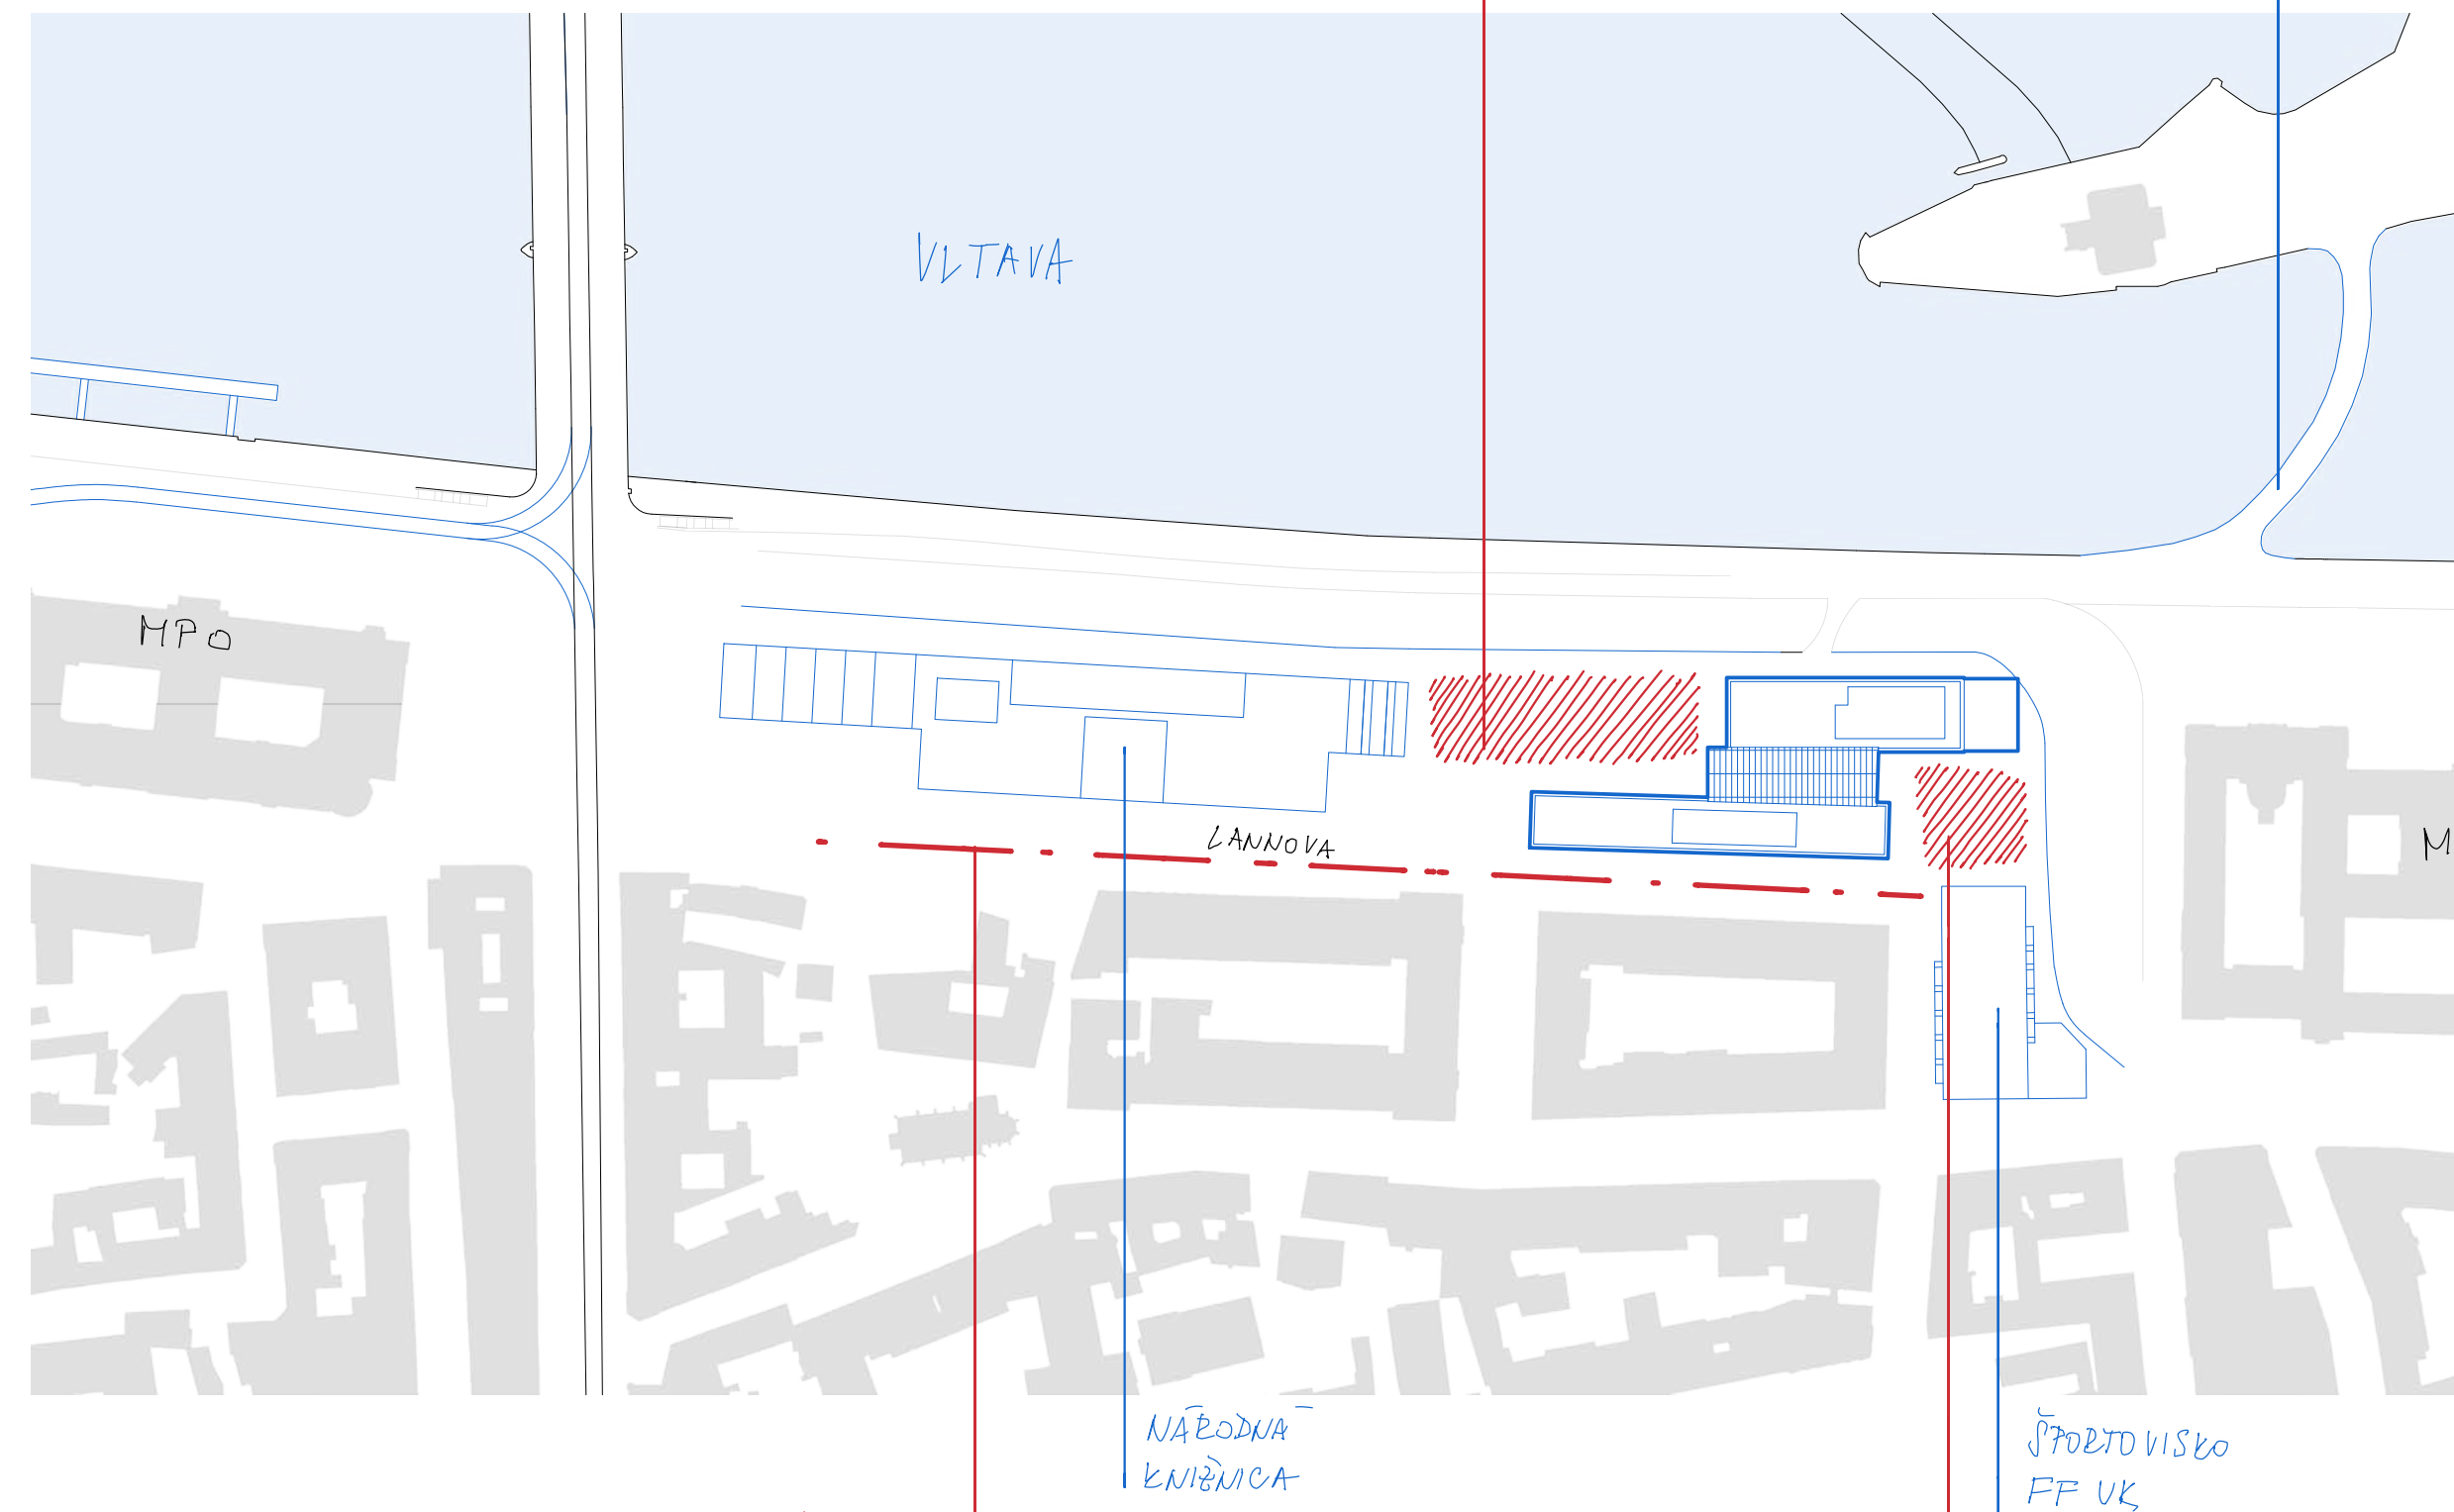 VLTAVA
MPO
LANNOVA
M
NÁRODNÁ
KNIŽNICA
ŠPORTOVISKO
FF UK